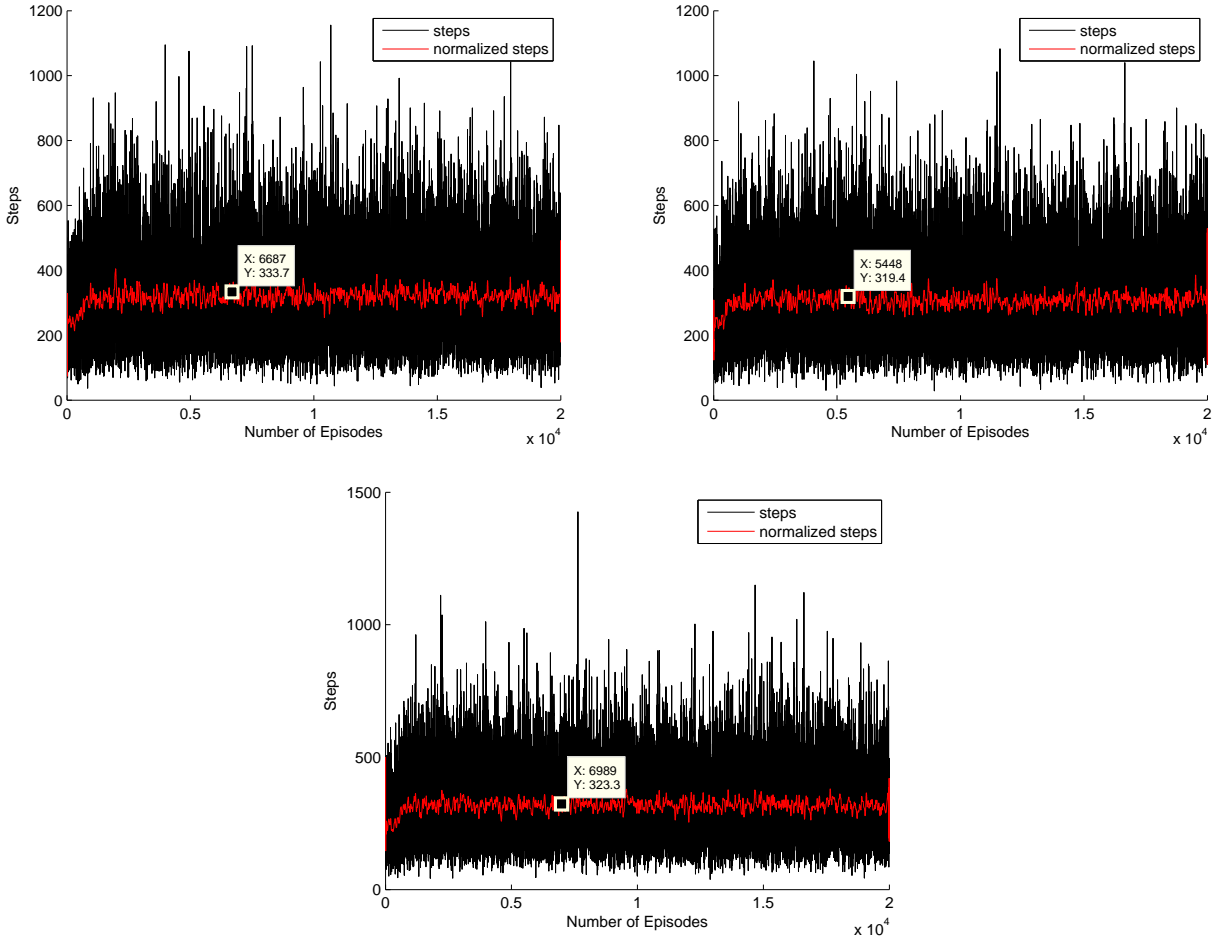 1200
1000
800
600
400
200
0
Steps
steps
normalized steps
X: 6687
Y: 333.7
0
0.5
1
1.5
2
x 10^4
Number of Episodes
1200
1000
800
600
400
200
0
Steps
steps
normalized steps
X: 5448
Y: 319.4
0
0.5
1
1.5
2
x 10^4
Number of Episodes
1500
1000
500
0
Steps
steps
normalized steps
X: 6989
Y: 323.3
0
0.5
1
1.5
2
x 10^4
Number of Episodes